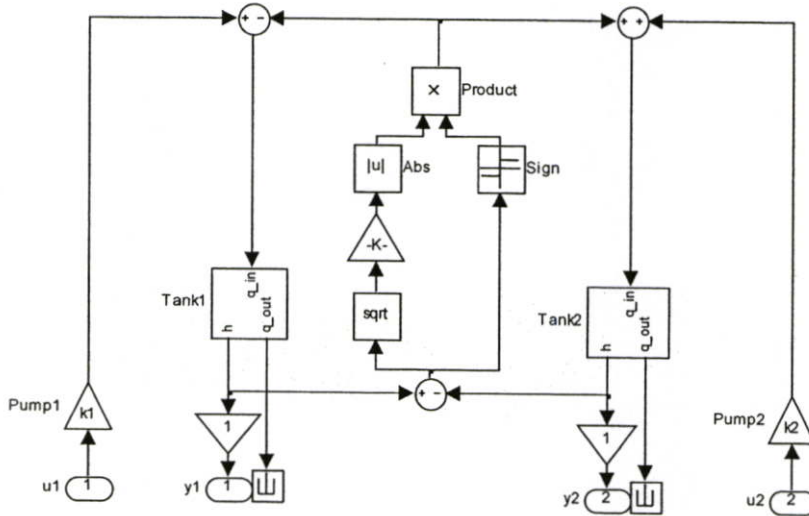 + -
+ +
×
Product
|u|
Abs
Sign
-K-
sqrt
Tank1
q_in
q_out
h
Tank2
q_in
q_out
h
+ -
Pump1
k1
1
1
Pump2
k2
u1
1
y1
1
y2
2
u2
2